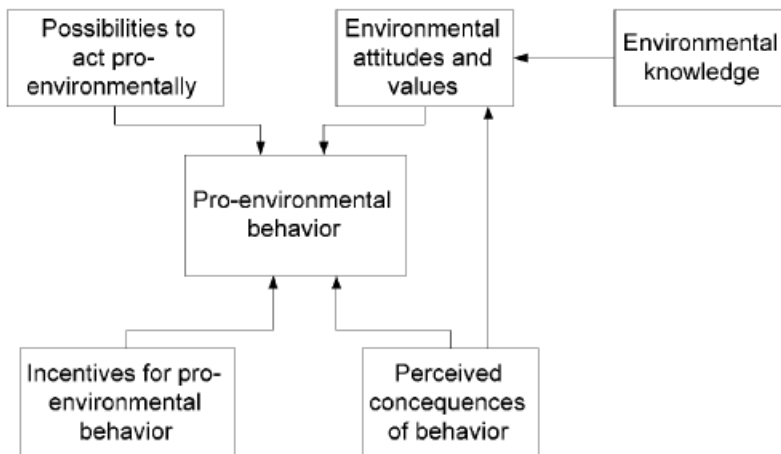 Possibilities to
act pro-
environmentally
Environmental
attitudes and
values
Environmental
knowledge
Pro-environmental
behavior
Incentives for pro-
environmental
behavior
Perceived
concequences
of behavior